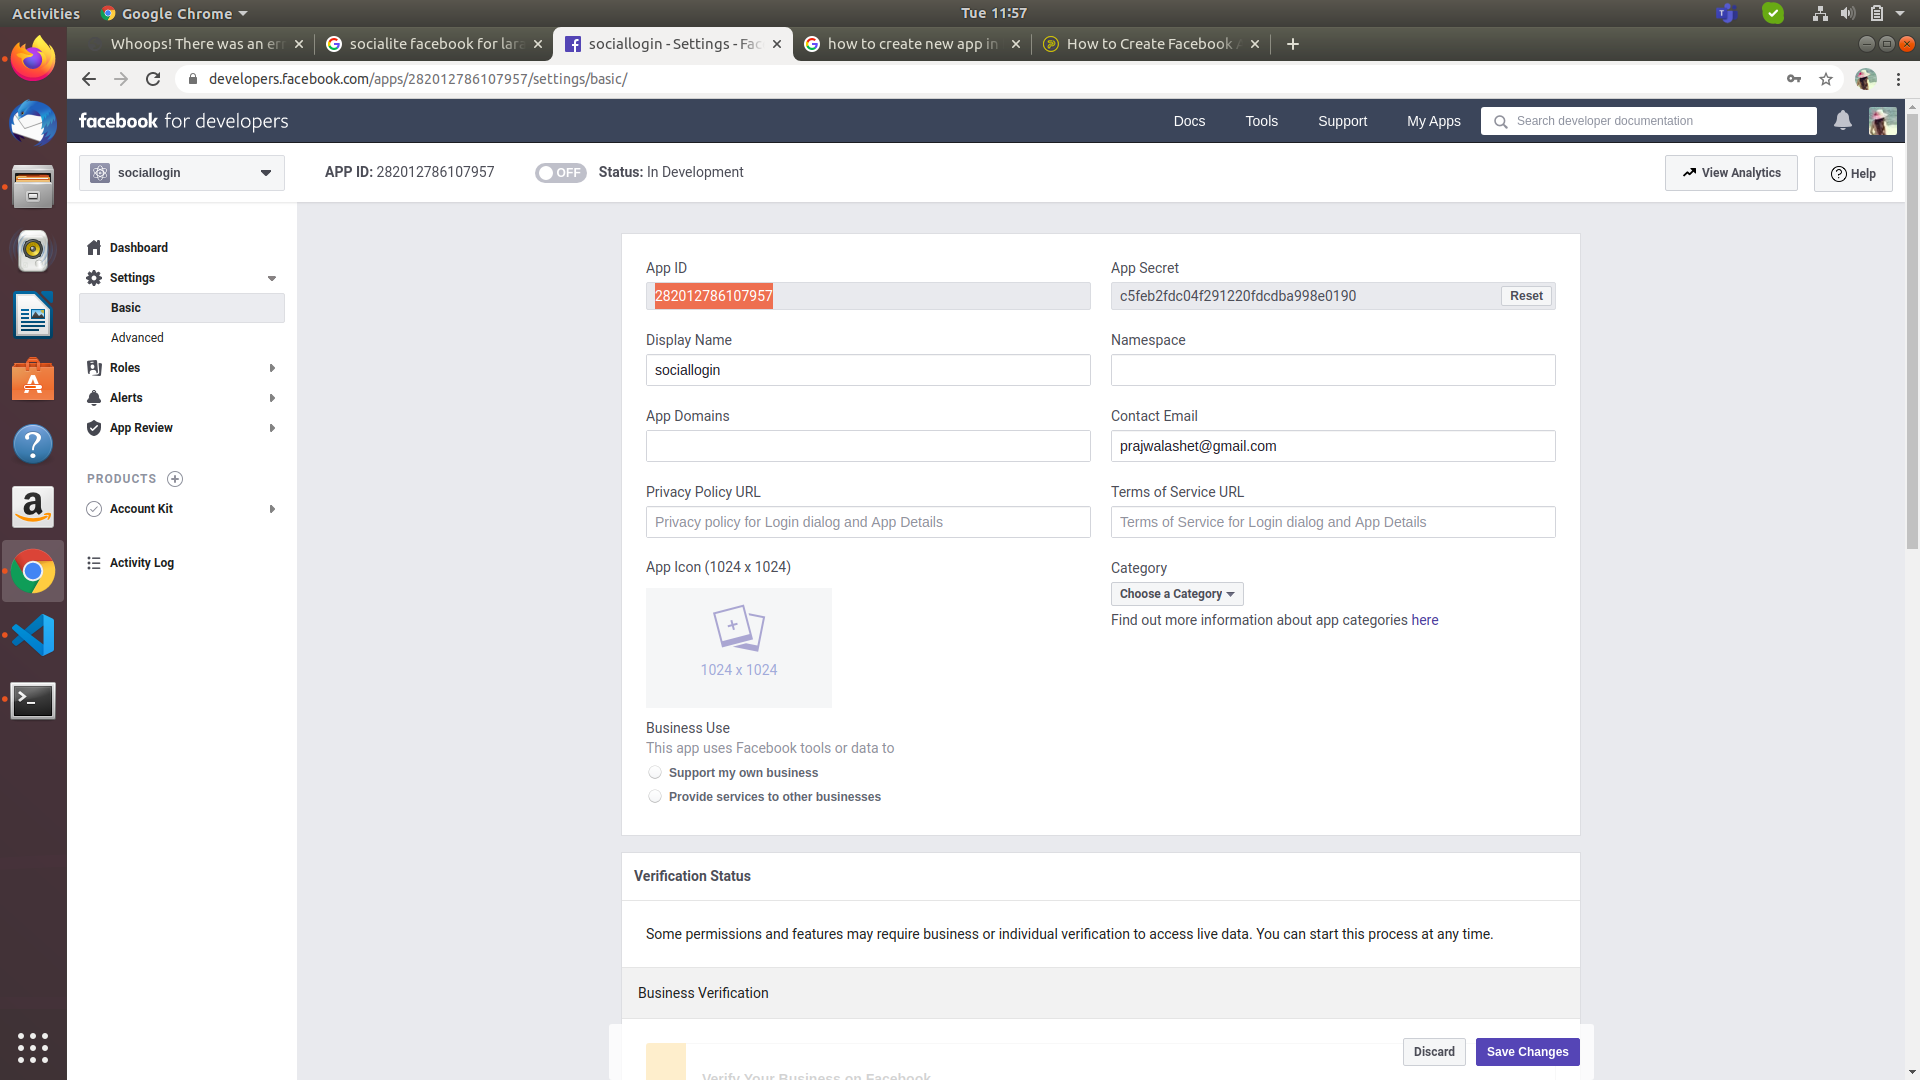 Activities Google Chrome Tue 11:57
Whoops! There was an err socialite facebook for lara sociallogin - Settings - Fac how to create new app in How to Create Facebook A
developers.facebook.com/apps/282012786107957/settings/basic/
facebook for developers Docs Tools Support My Apps Search developer documentation
sociallogin APP ID: 282012786107957 OFF Status: In Development View Analytics Help
Dashboard
Settings
Basic
Advanced
Roles
Alerts
App Review
PRODUCTS
Account Kit
Activity Log
App ID App Secret
282012786107957 c5feb2fdc04f291220fdcdba998e0190 Reset
Display Name Namespace
sociallogin
App Domains Contact Email
prajwalashet@gmail.com
Privacy Policy URL Terms of Service URL
Privacy policy for Login dialog and App Details Terms of Service for Login dialog and App Details
App Icon (1024 x 1024) Category
Choose a Category
Find out more information about app categories here
1024 x 1024
Business Use
This app uses Facebook tools or data to
Support my own business
Provide services to other businesses
Verification Status
Some permissions and features may require business or individual verification to access live data. You can start this process at any time.
Business Verification
Discard Save Changes
Verify Your Business on Facebook